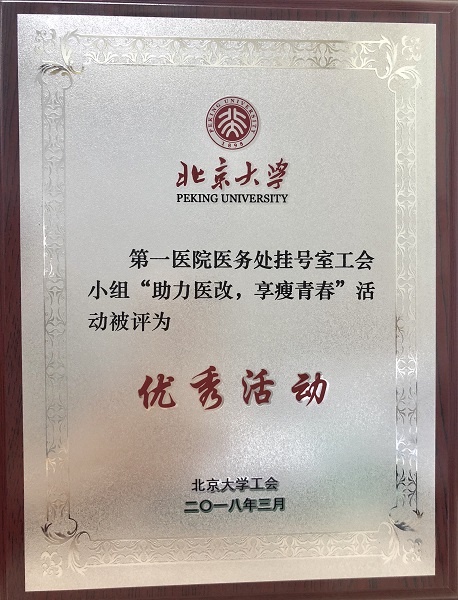 PEKING UNIVERSITY
1898
北京大学
PEKING UNIVERSITY
第一医院医务处挂号室工会
小组“助力医改，享瘦青春”活
动被评为
优秀活动
北京大学工会
二〇一八年三月